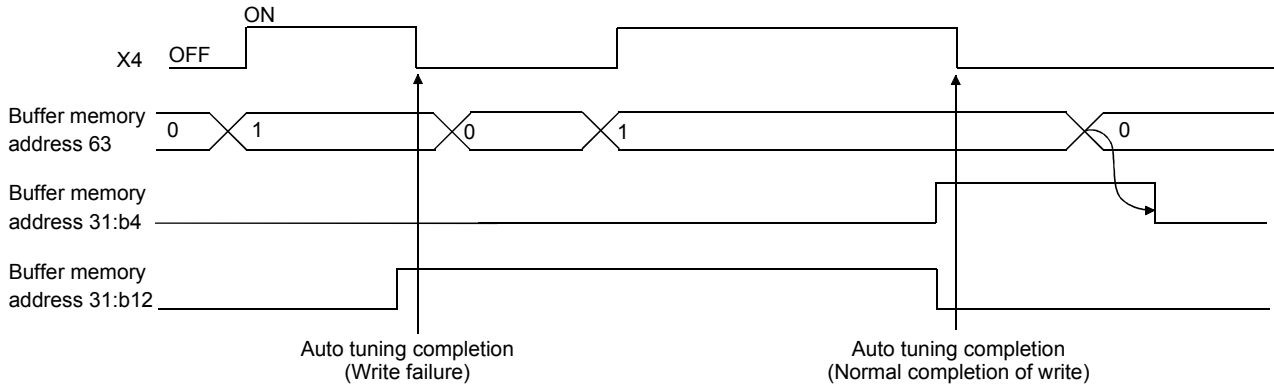 ON
X4 OFF
Buffer memory
address 63
0 1 0 1 0
Buffer memory
address 31:b4
Buffer memory
address 31:b12
Auto tuning completion
(Write failure)
Auto tuning completion
(Normal completion of write)